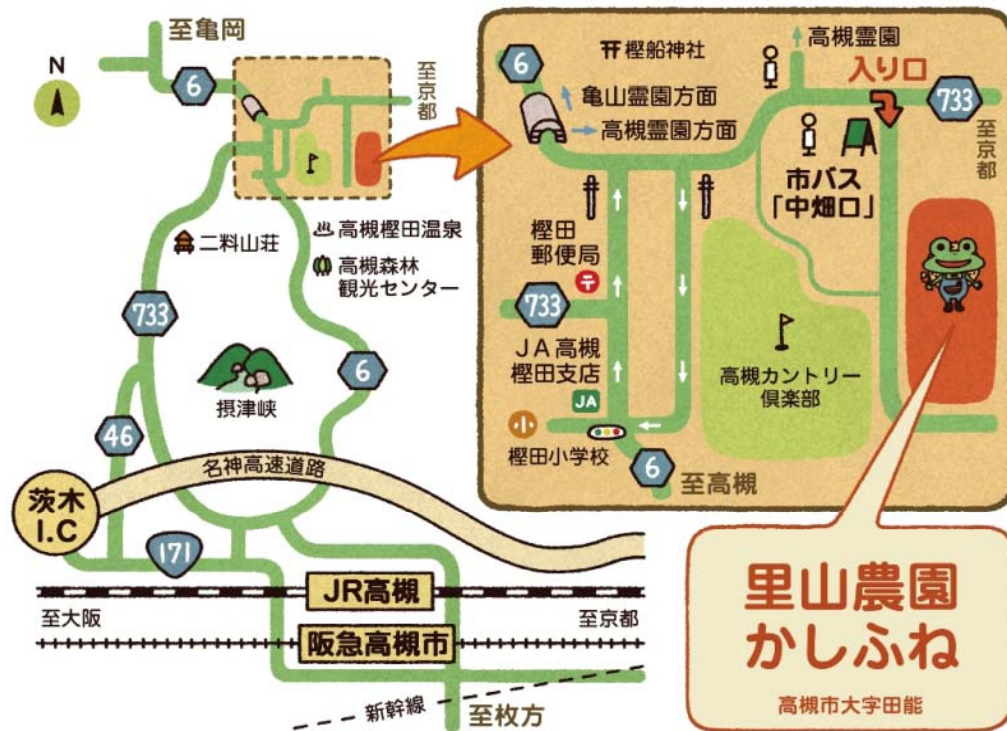 至亀岡
N
6
至京都
二料山荘
高槻樫田温泉
高槻森林
観光センター
733
6
摂津峡
46
名神高速道路
茨木
I.C
171
JR高槻
至大阪
至京都
阪急高槻市
新幹線
至枚方
6
樫船神社
高槻霊園
入り口
亀山霊園方面
高槻霊園方面
733
至京都
市バス
「中畑口」
樫田
郵便局
〒
733
JA高槻
樫田支店
JA
小
樫田小学校
6
至高槻
高槻カントリー
倶楽部
里山農園
かしふね
高槻市大字田能